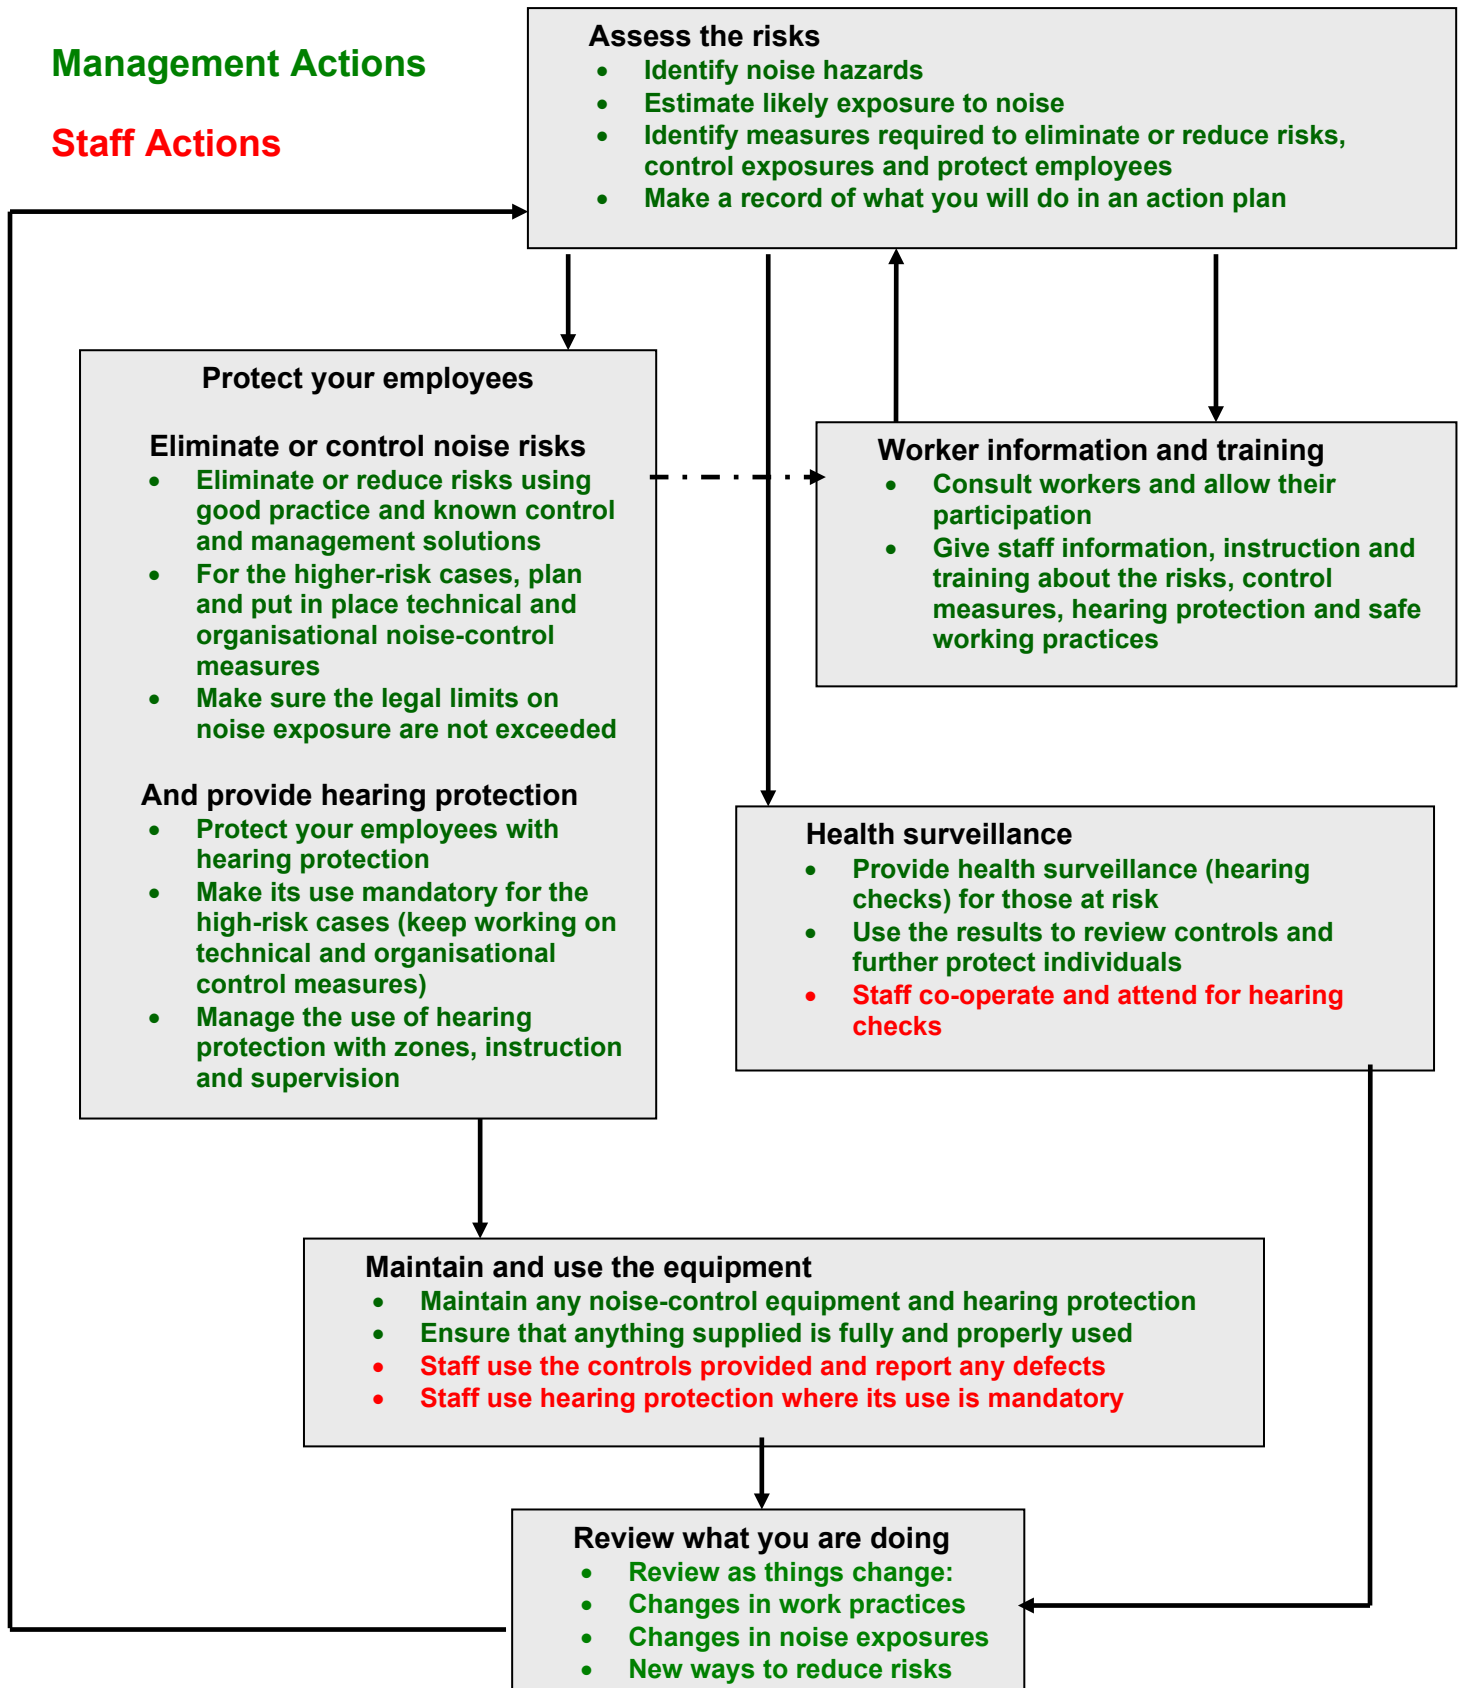 Management Actions
Staff Actions
Assess the risks
• Identify noise hazards
• Estimate likely exposure to noise
• Identify measures required to eliminate or reduce risks,
control exposures and protect employees
• Make a record of what you will do in an action plan
Protect your employees
Eliminate or control noise risks
• Eliminate or reduce risks using
good practice and known control
and management solutions
• For the higher-risk cases, plan
and put in place technical and
organisational noise-control
measures
• Make sure the legal limits on
noise exposure are not exceeded
And provide hearing protection
• Protect your employees with
hearing protection
• Make its use mandatory for the
high-risk cases (keep working on
technical and organisational
control measures)
• Manage the use of hearing
protection with zones, instruction
and supervision
Worker information and training
• Consult workers and allow their
participation
• Give staff information, instruction and
training about the risks, control
measures, hearing protection and safe
working practices
Health surveillance
• Provide health surveillance (hearing
checks) for those at risk
• Use the results to review controls and
further protect individuals
• Staff co-operate and attend for hearing
checks
Maintain and use the equipment
• Maintain any noise-control equipment and hearing protection
• Ensure that anything supplied is fully and properly used
• Staff use the controls provided and report any defects
• Staff use hearing protection where its use is mandatory
Review what you are doing
• Review as things change:
• Changes in work practices
• Changes in noise exposures
• New ways to reduce risks